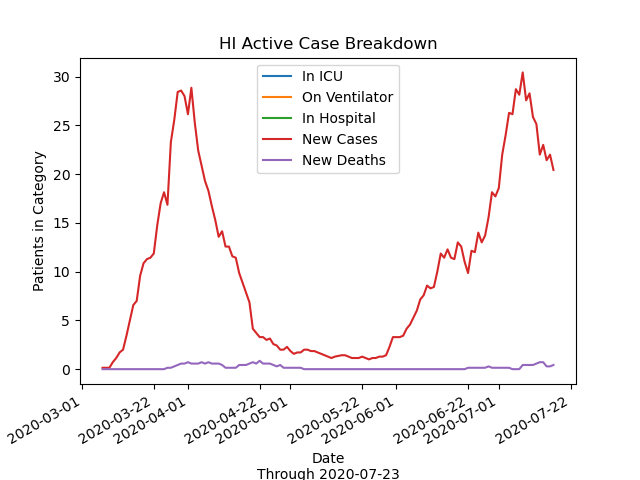 HI Active Case Breakdown
In ICU
On Ventilator
In Hospital
New Cases
New Deaths
Patients in Category
30
25
20
15
10
5
0
2020-03-01
2020-03-22
2020-04-01
2020-04-22
2020-05-01
2020-05-22
2020-06-01
2020-06-22
2020-07-01
2020-07-22
Date
Through 2020-07-23